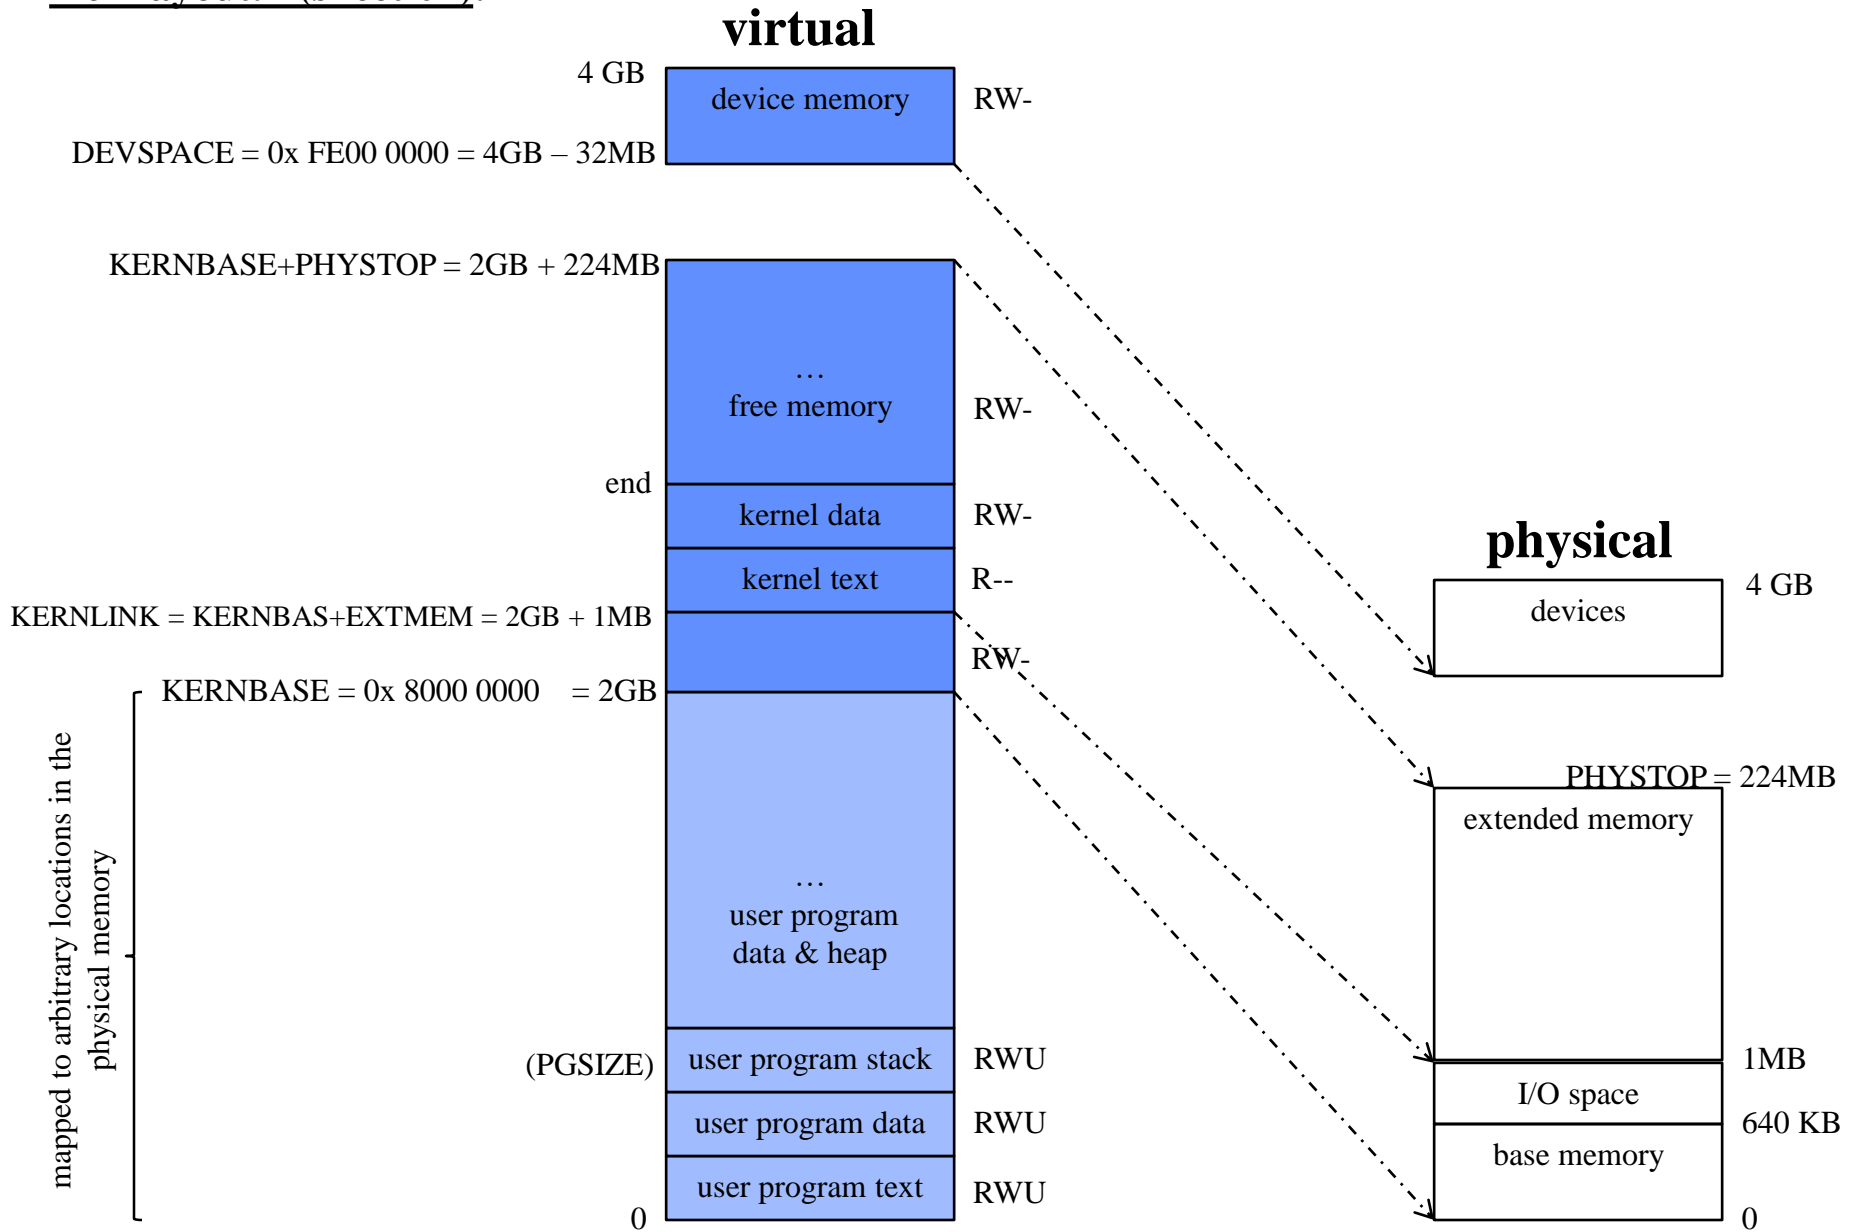 virtual
4 GB
device memory
RW-
DEVSPACE = 0x FE00 0000 = 4GB – 32MB
KERNBASE+PHYSTOP = 2GB + 224MB
…
free memory
RW-
end
kernel data
RW-
kernel text
R--
KERNLINK = KERNBAS+EXTMEM = 2GB + 1MB
RW-
KERNBASE = 0x 8000 0000 = 2GB
mapped to arbitrary locations in the
physical memory
…
user program
data & heap
(PGSIZE)
user program stack
RWU
user program data
RWU
user program text
RWU
0
physical
4 GB
devices
PHYSTOP = 224MB
extended memory
1MB
I/O space
640 KB
base memory
0